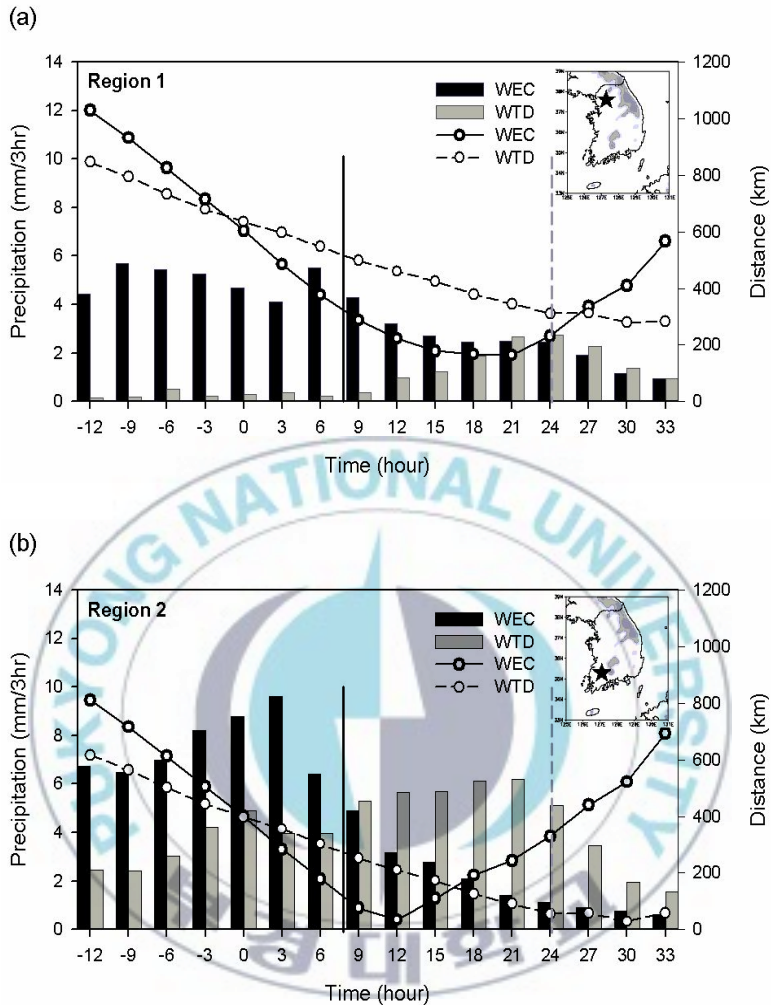 (a)
Region 1
WEC
WTD
WEC
WTD
Precipitation (mm/3hr)
0 2 4 6 8 10 12 14
Distance (km)
0 200 400 600 800 1000 1200
-12 -9 -6 -3 0 3 6 9 12 15 18 21 24 27 30 33
Time (hour)
PUKYONG NATIONAL UNIVERSITY
(b)
Region 2
WEC
WTD
WEC
WTD
Precipitation (mm/3hr)
0 2 4 6 8 10 12 14
Distance (km)
0 200 400 600 800 1000 1200
-12 -9 -6 -3 0 3 6 9 12 15 18 21 24 27 30 33
Time (hour)